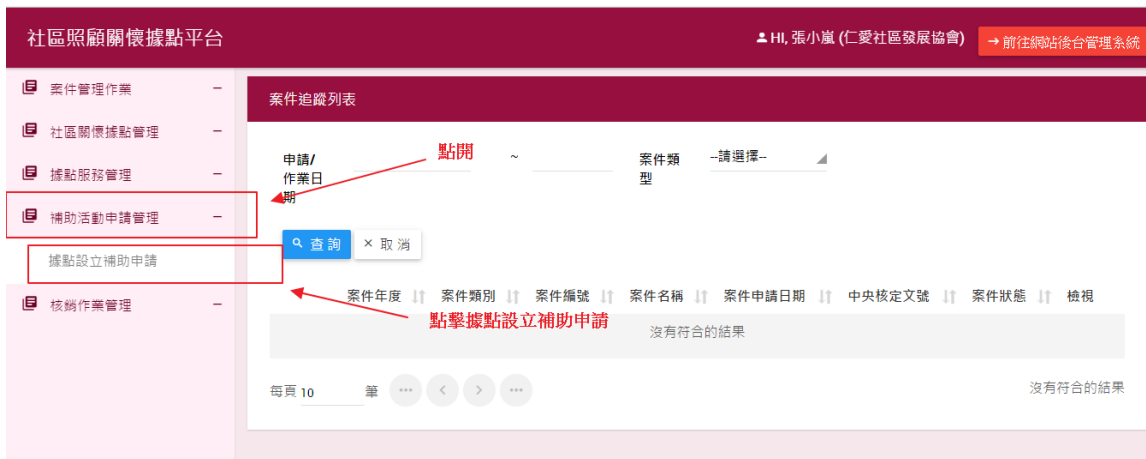 社區照顧關懷據點平台
HI, 張小嵐 (仁愛社區發展協會)
→前往網站後台管理系統
案件管理作業 −
社區關懷據點管理 −
據點服務管理 −
補助活動申請管理 −
據點設立補助申請
核銷作業管理 −
案件追蹤列表
申請/
作業日
期
~
案件類
型
--請選擇--
點開
查詢
× 取消
案件年度 案件類別 案件編號 案件名稱 案件申請日期 中央核定文號 案件狀態 檢視
點擊據點設立補助申請
沒有符合的結果
每頁 10 筆 ... < > ...
沒有符合的結果